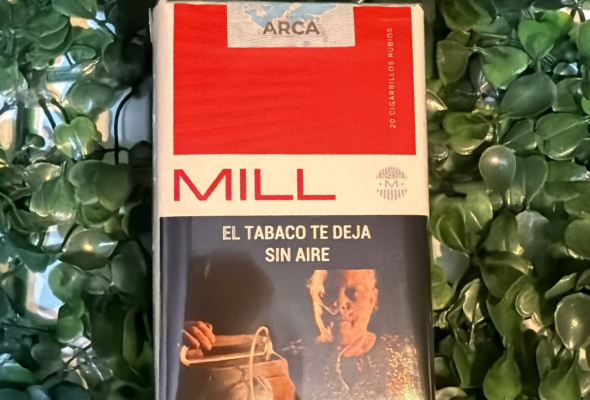 ARCA
20 CIGARRILLOS RUBIOS
MILL
M
EL TABACO TE DEJA
SIN AIRE